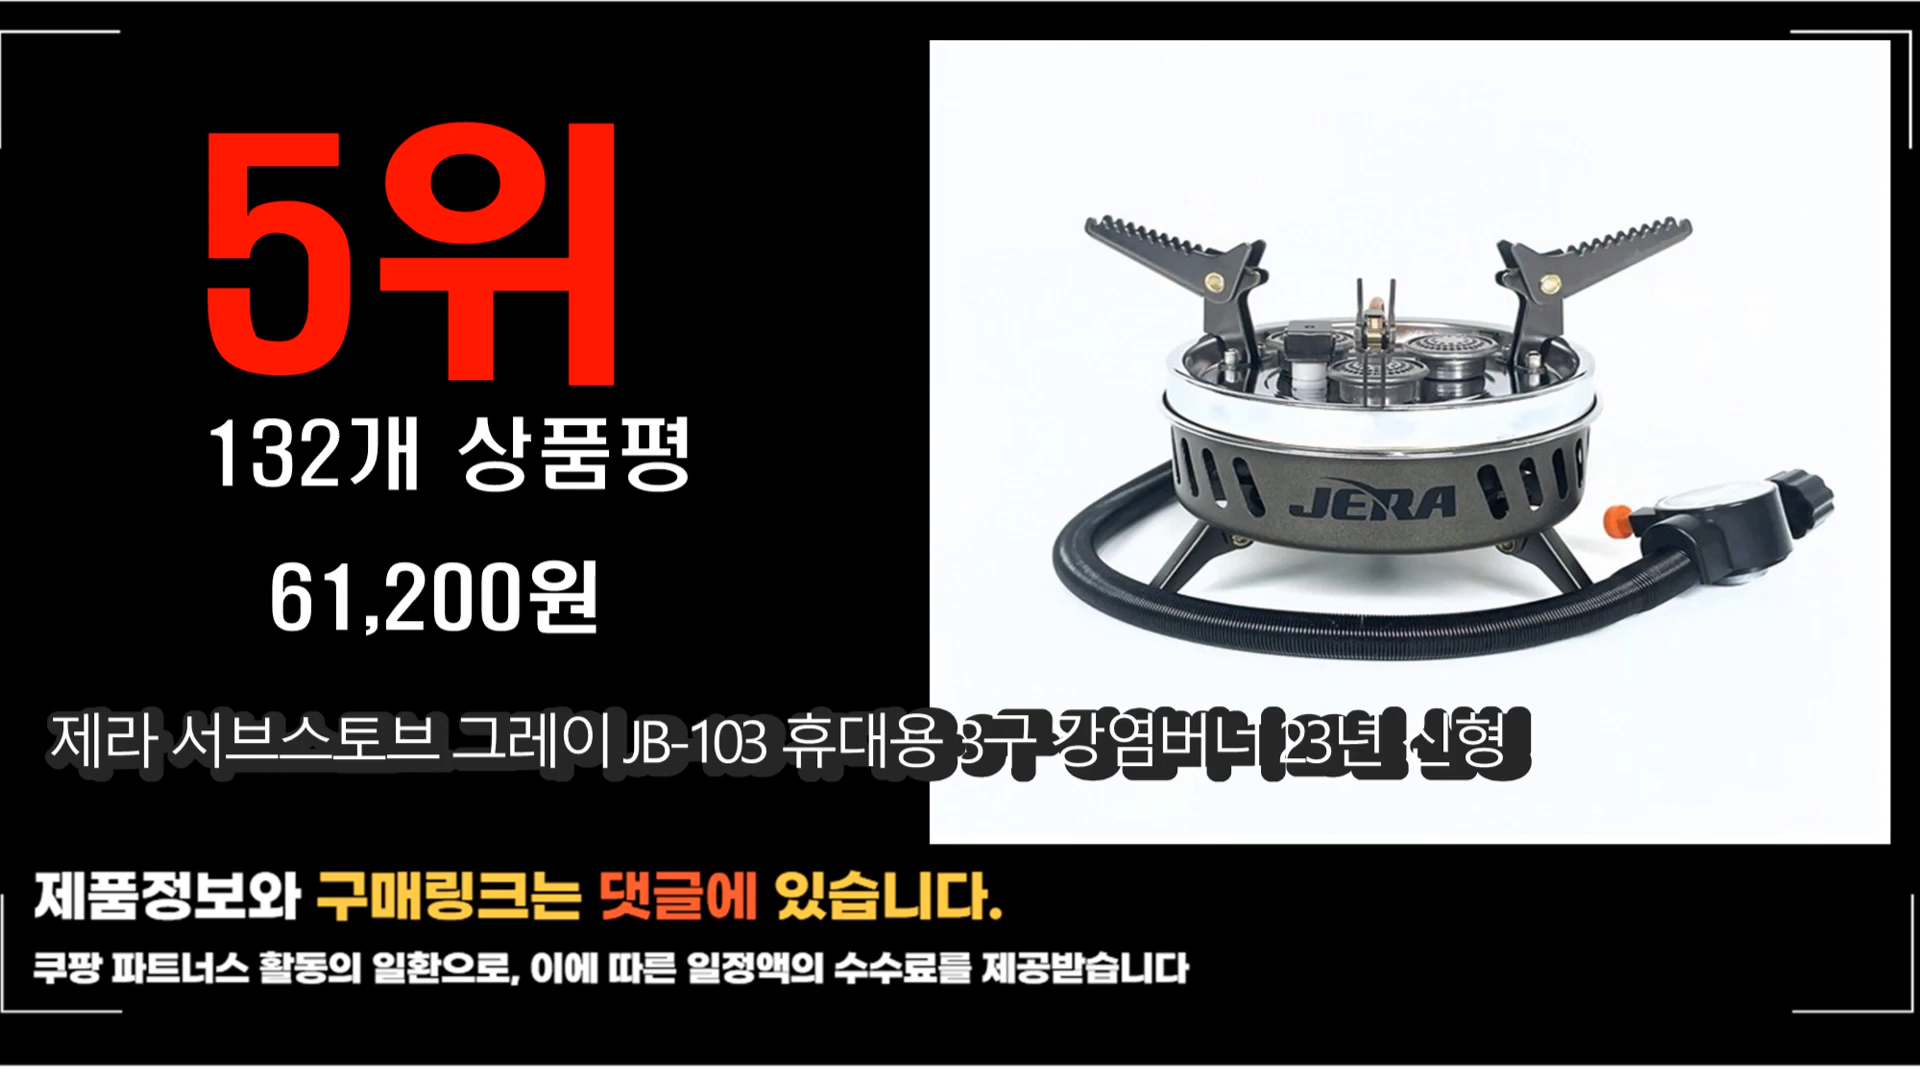 5위
132개 상품평
61,200원
JERA
제라 서브스토브 그레이 JB-103 휴대용 3구 강염버너 23년 신형
제품정보와 구매링크는 댓글에 있습니다.
쿠팡 파트너스 활동의 일환으로, 이에 따른 일정액의 수수료를 제공받습니다